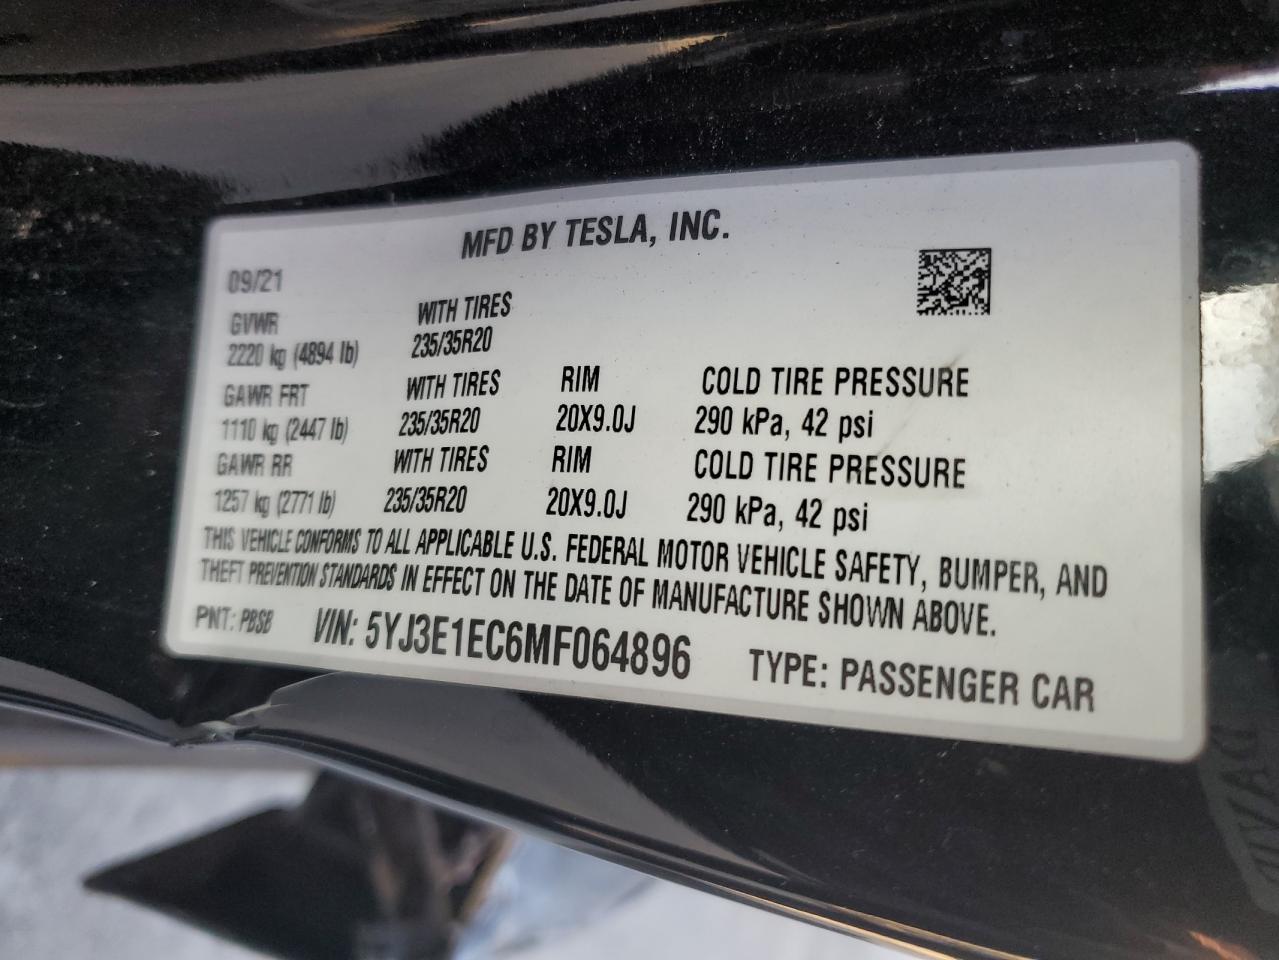 MFD BY TESLA, INC.
09/21
GVWR WITH TIRES
2220 kg (4894 lb) 235/35R20
GAWR FRT WITH TIRES RIM COLD TIRE PRESSURE
1110 kg (2447 lb) 235/35R20 20X9.0J 290 kPa, 42 psi
GAWR RR WITH TIRES RIM COLD TIRE PRESSURE
1257 kg (2771 lb) 235/35R20 20X9.0J 290 kPa, 42 psi
THIS VEHICLE CONFORMS TO ALL APPLICABLE U.S. FEDERAL MOTOR VEHICLE SAFETY, BUMPER, AND
THEFT PREVENTION STANDARDS IN EFFECT ON THE DATE OF MANUFACTURE SHOWN ABOVE.
PNT: PBSB VIN: 5YJ3E1EC6MF064896 TYPE: PASSENGER CAR